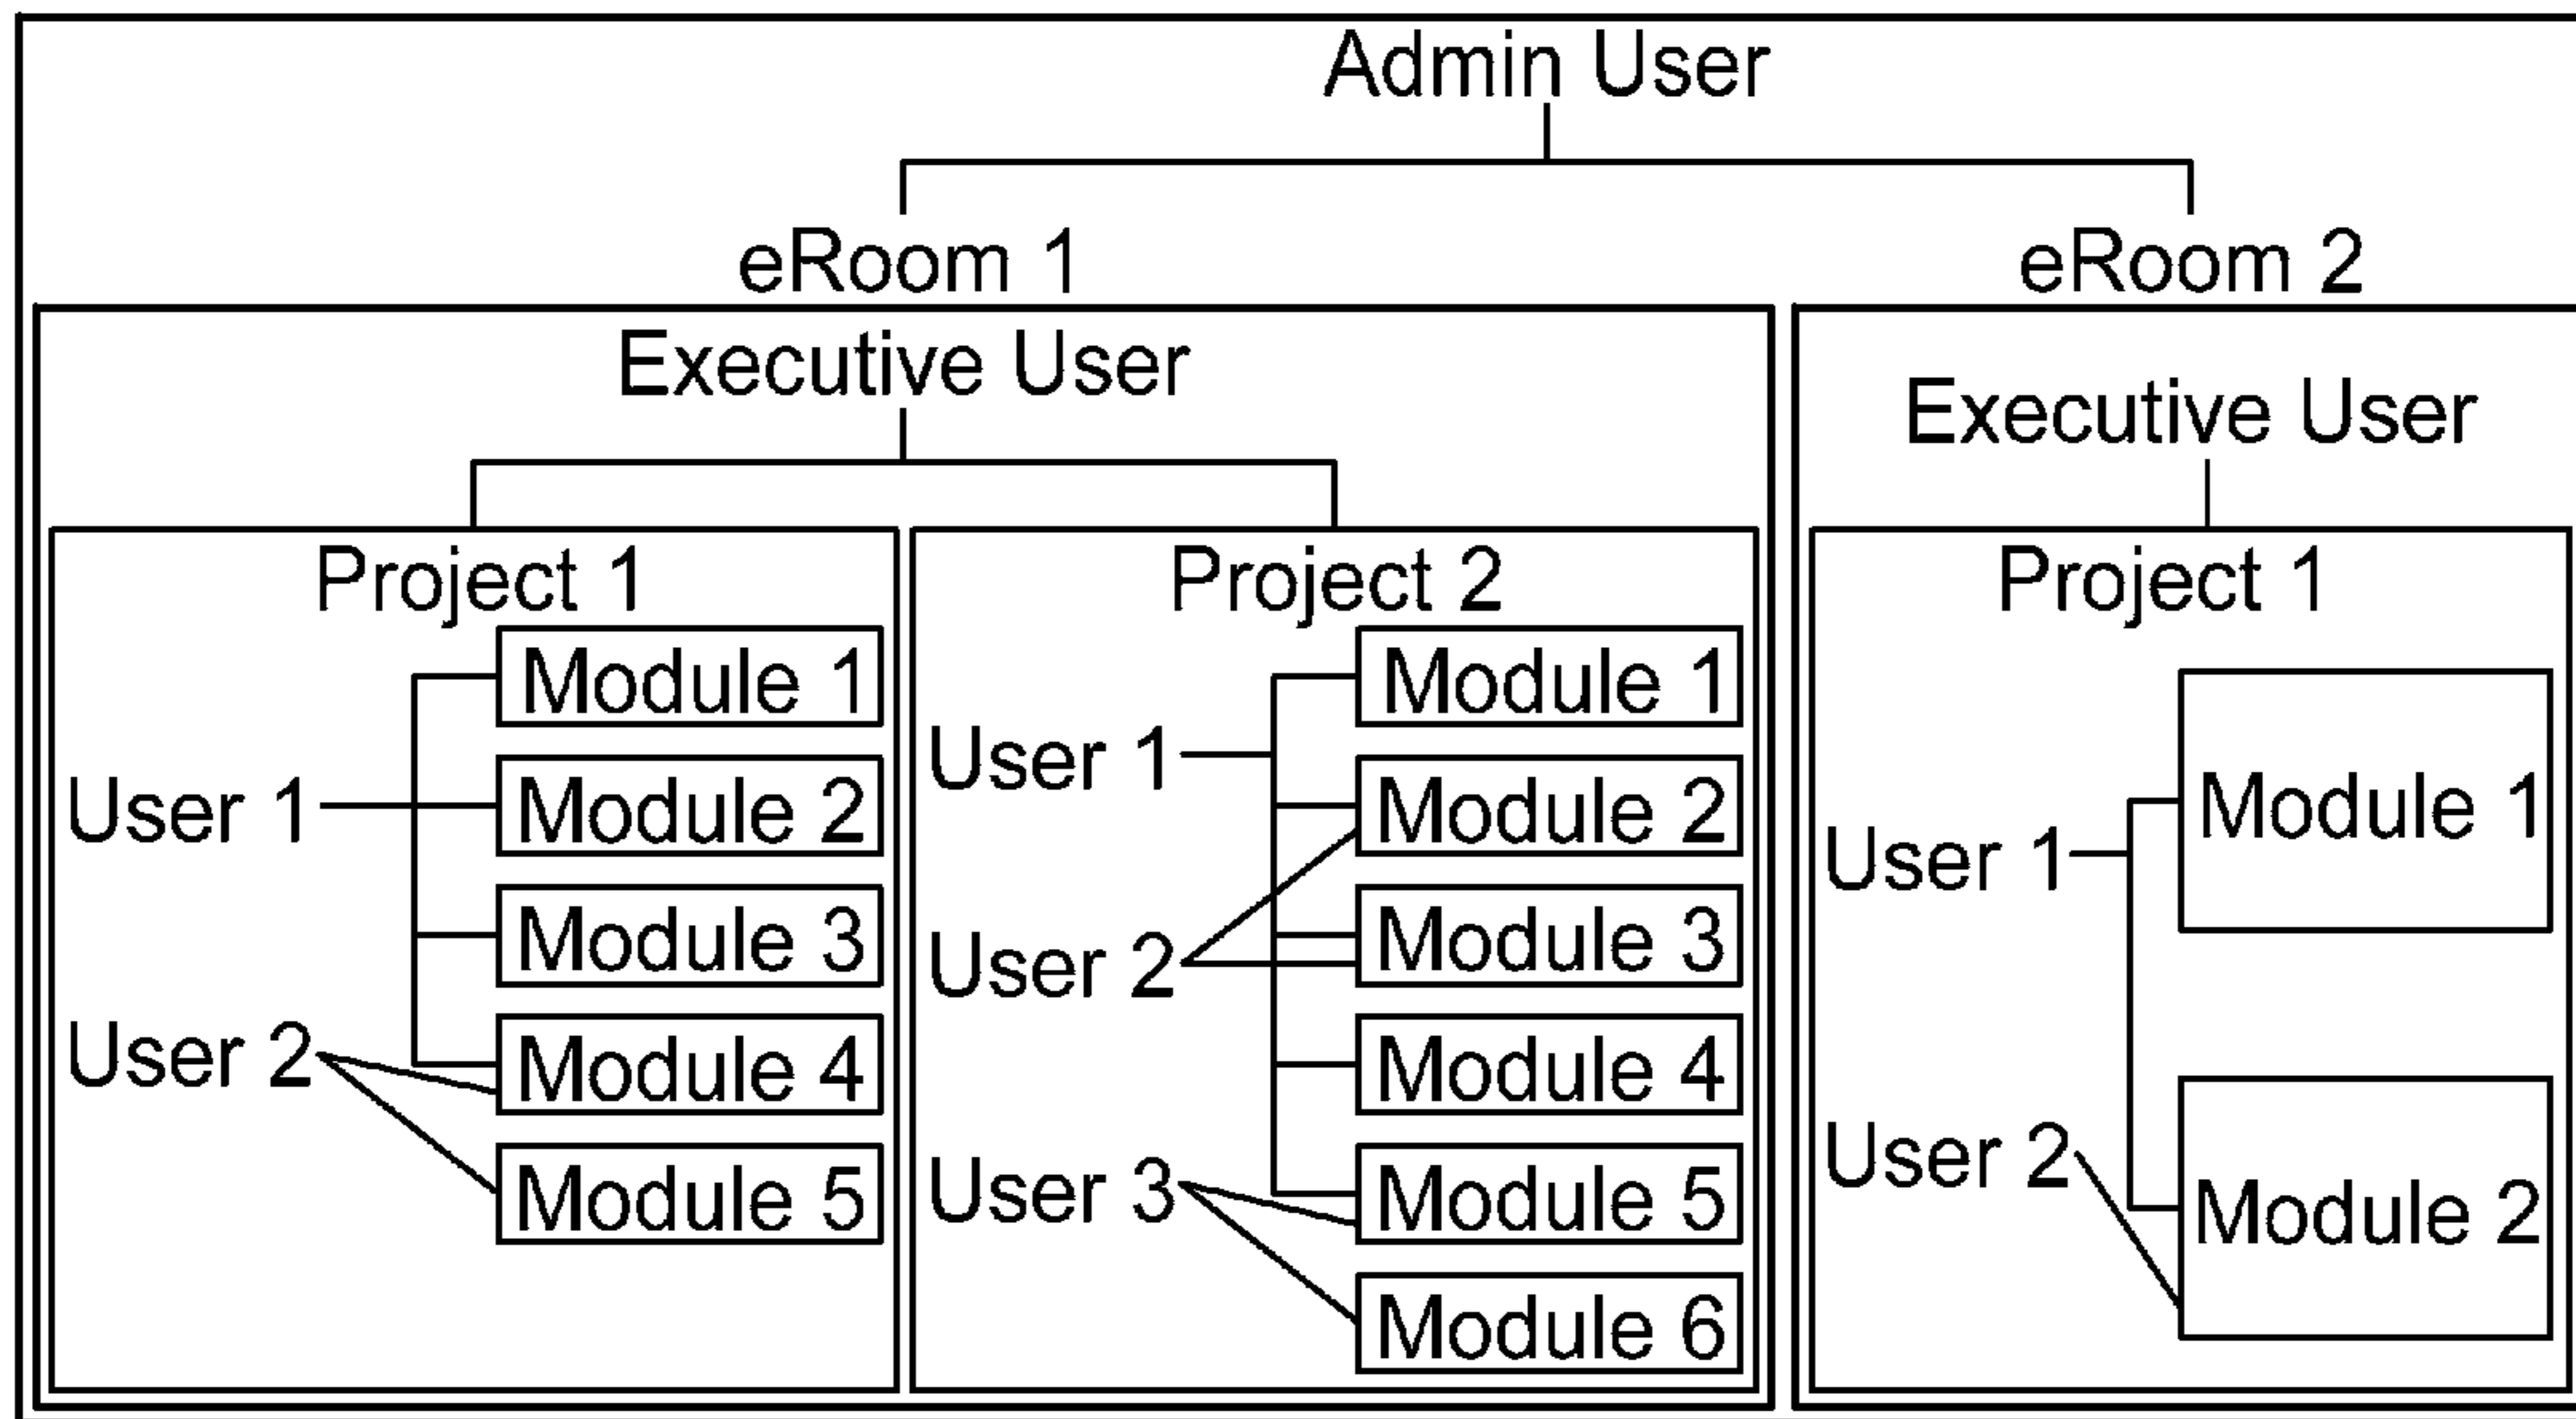 Admin User
eRoom 1
Executive User
Project 1
User 1
User 2
Module 1
Module 2
Module 3
Module 4
Module 5
Project 2
User 1
User 2
User 3
Module 1
Module 2
Module 3
Module 4
Module 5
Module 6
eRoom 2
Executive User
Project 1
User 1
User 2
Module 1
Module 2